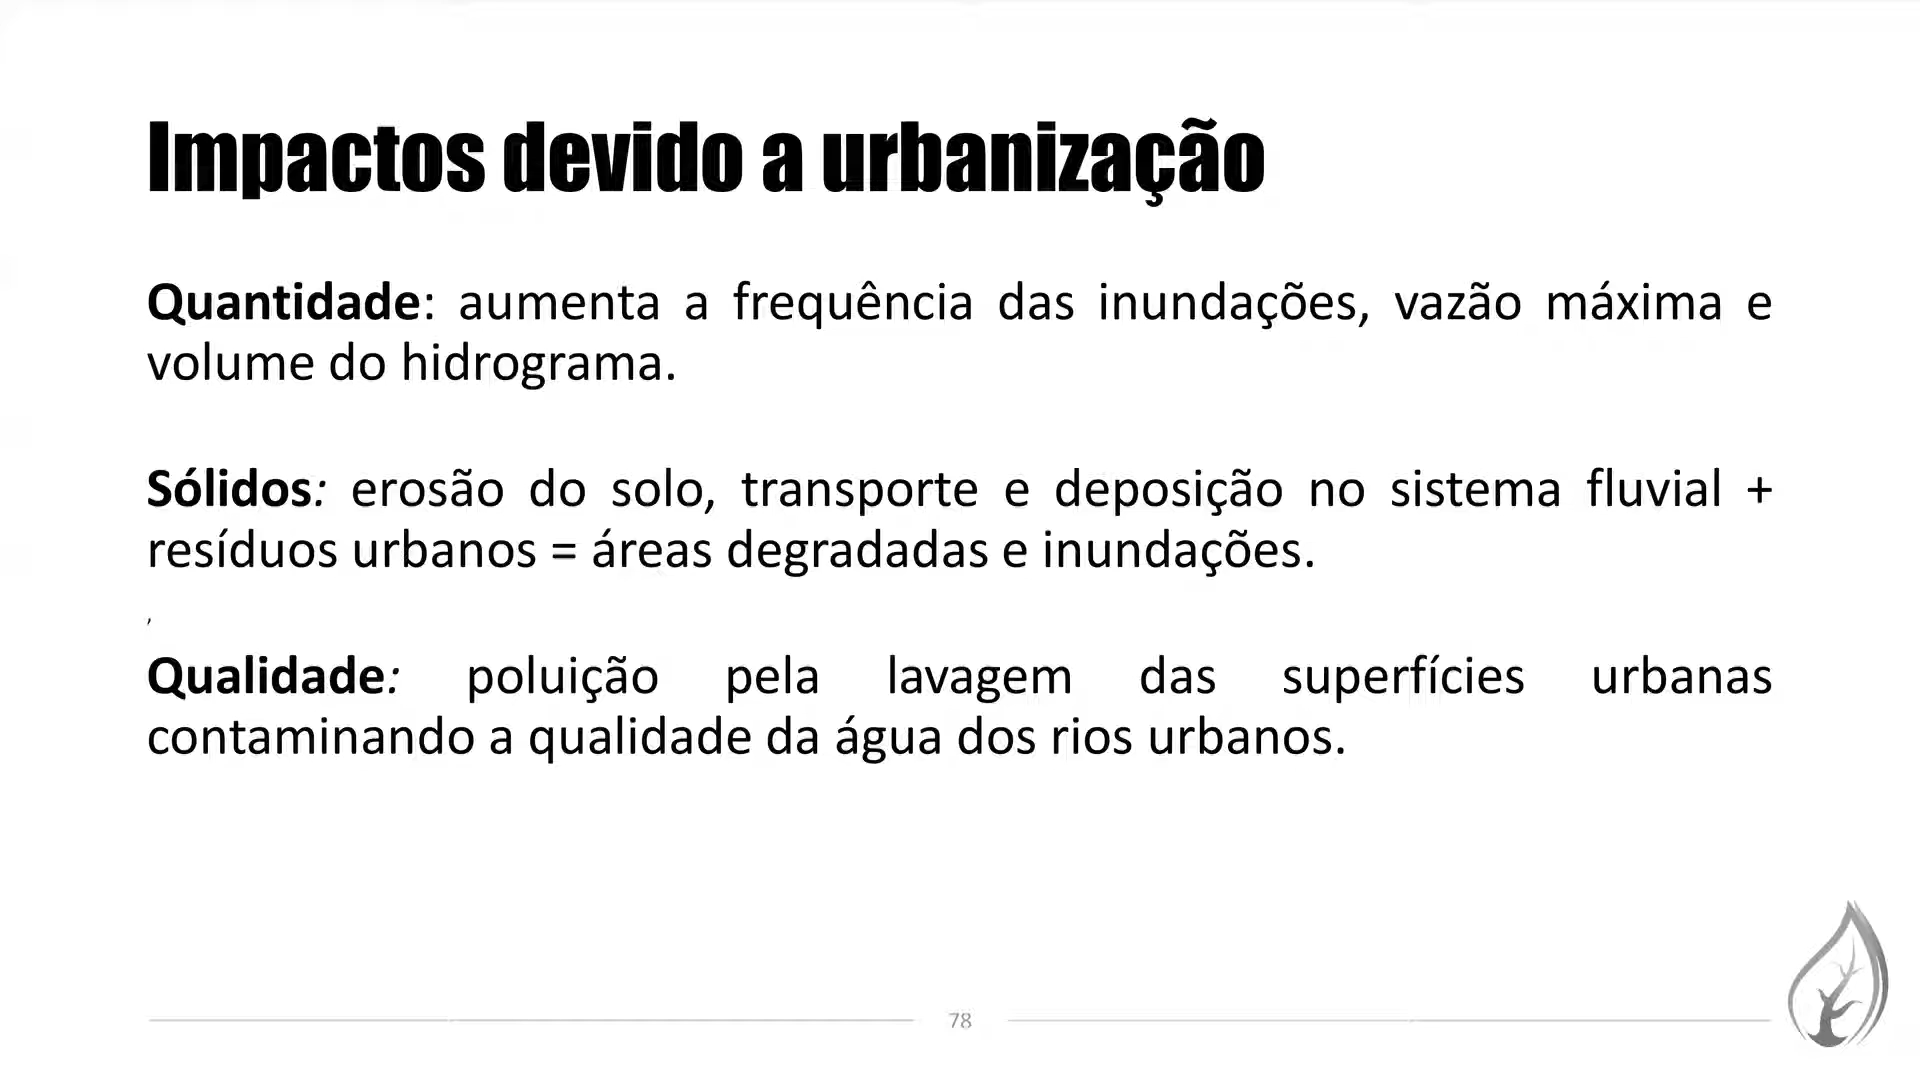 Impactos devido a urbanização
Quantidade: aumenta a frequência das inundações, vazão máxima e
volume do hidrograma.
Sólidos: erosão do solo, transporte e deposição no sistema fluvial +
resíduos urbanos = áreas degradadas e inundações.
,
Qualidade: poluição pela lavagem das superfícies urbanas
contaminando a qualidade da água dos rios urbanos.
78